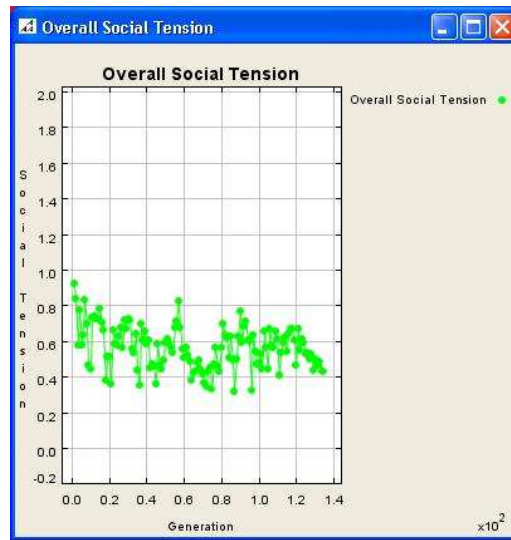 Overall Social Tension
Overall Social Tension
Overall Social Tension
2.0
1.8
1.6
1.4
1.2
1.0
0.8
0.6
0.4
0.2
0.0
-0.2
Social Tension
0.0 0.2 0.4 0.6 0.8 1.0 1.2 1.4
Generation
x10^2